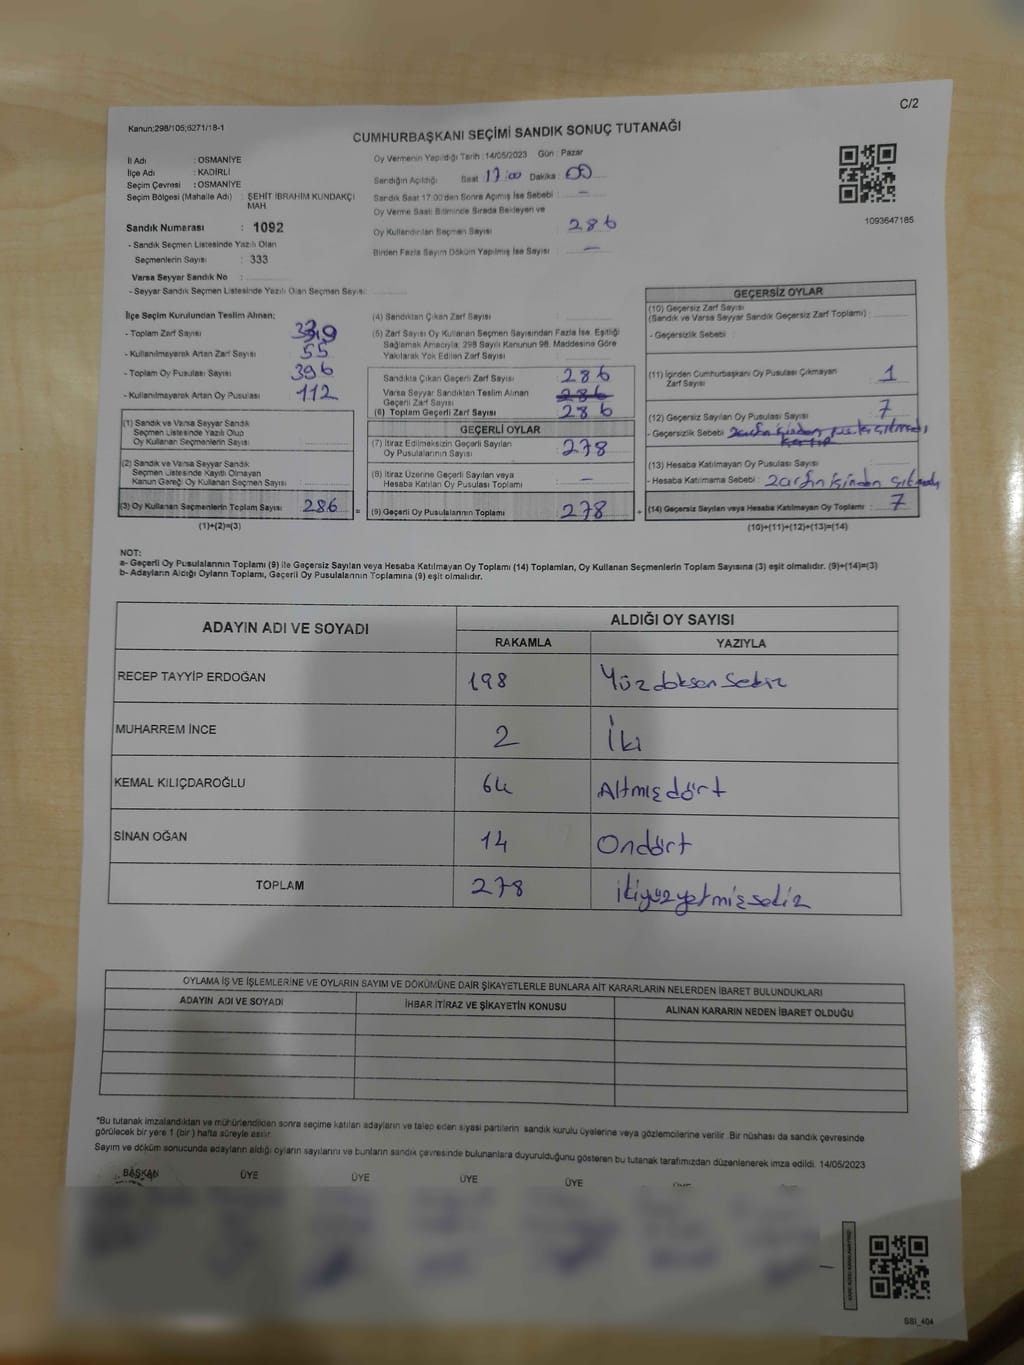 C/2
Kanun;298/105;6271/18-1
CUMHURBAŞKANI SEÇİMİ SANDIK SONUÇ TUTANAĞI
İl Adı : OSMANİYE
İlçe Adı : KADİRLİ
Seçim Çevresi : OSMANİYE
Seçim Bölgesi (Mahalle Adı) : ŞEHİT İBRAHİM KUNDAKÇI MAH.
Sandık Numarası : 1092
- Sandık Seçmen Listesinde Yazılı Olan
Seçmenlerin Sayısı : 333
Varsa Seyyar Sandık No :
- Seyyar Sandık Seçmen Listesinde Yazılı Olan Seçmen Sayısı:
Oy Vermenin Yapıldığı Tarih : 14/05/2023 Gün : Pazar
Sandığın Açıldığı Saat : 17:00 Dakika : 00
Sandık Saat 17.00'den Sonra Açımış İse Sebebi : –
Oy Verme Saati Bitiminde Sırada Bekleyen ve
Oy Kullandırılan Seçmen Sayısı : 286
Birden Fazla Sayım Döküm Yapılmış İse Sayısı : –
1093647185
İlçe Seçim Kurulundan Teslim Alınan;
- Toplam Zarf Sayısı
- Kullanılmayarak Artan Zarf Sayısı : 55
- Toplam Oy Pusulası Sayısı : 396
- Kullanılmayarak Artan Oy Pusulası : 112
(1) Sandık ve Varsa Seyyar Sandık
Seçmen Listesinde Yazılı Olup
Oy Kullanan Seçmenlerin Sayısı :
(2) Sandık ve Varsa Seyyar Sandık
Seçmen Listesinde Kayıtlı Olmayan
Kanun Gereği Oy Kullanan Seçmen Sayısı :
(3) Oy Kullanan Seçmenlerin Toplam Sayısı : 286 =
(1)+(2)=(3)
(4) Sandıktan Çıkan Zarf Sayısı :
(5) Zarf Sayısı Oy Kullanan Seçmen Sayısından Fazla İse, Eşitliği
Sağlamak Amacıyla; 298 Sayılı Kanunun 98. Maddesine Göre
Yakılarak Yok Edilen Zarf Sayısı :
Sandıkta Çıkan Geçerli Zarf Sayısı : 286
Varsa Seyyar Sandıktan Teslim Alınan
Geçerli Zarf Sayısı : 286
(6) Toplam Geçerli Zarf Sayısı : 286
GEÇERLİ OYLAR
(7) İtiraz Edilmeksizin Geçerli Sayılan
Oy Pusulalarının Sayısı : 278
(8) İtiraz Üzerine Geçerli Sayılan veya
Hesaba Katılan Oy Pusulası Toplamı : –
(9) Geçerli Oy Pusulalarının Toplamı : 278 +
GEÇERSİZ OYLAR
(10) Geçersiz Zarf Sayısı
(Sandık ve Varsa Seyyar Sandık Geçersiz Zarf Toplamı) :
- Geçersizlik Sebebi :
(11) İçinden Cumhurbaşkanı Oy Pusulası Çıkmayan
Zarf Sayısı : 1
(12) Geçersiz Sayılan Oy Pusulası Sayısı : 7
- Geçersizlik Sebebi :
(13) Hesaba Katılmayan Oy Pusulası Sayısı :
- Hesaba Katılmama Sebebi : Zarfın içinden çıkmadı
(14) Geçersiz Sayılan veya Hesaba Katılmayan Oy Toplamı : 7
(10)+(11)+(12)+(13)=(14)
NOT:
a- Geçerli Oy Pusulalarının Toplamı (9) ile Geçersiz Sayılan veya Hesaba Katılmayan Oy Toplamı (14) Toplamları, Oy Kullanan Seçmenlerin Toplam Sayısına (3) eşit olmalıdır. (9)+(14)=(3)
b- Adayların Aldığı Oyların Toplamı, Geçerli Oy Pusulalarının Toplamına (9) eşit olmalıdır.
ADAYIN ADI VE SOYADI ALDIĞI OY SAYISI
RAKAMLA YAZIYLA
RECEP TAYYİP ERDOĞAN 198 Yüzdoksan sekiz
MUHARREM İNCE 2 İki
KEMAL KILIÇDAROĞLU 64 Altmış dört
SİNAN OĞAN 14 Ondört
TOPLAM 278 ikiyüzyetmişsekiz
OYLAMA İŞ VE İŞLEMLERİNE VE OYLARIN SAYIM VE DÖKÜMÜNE DAİR ŞİKAYETLERLE BUNLARA AİT KARARLARIN NELERDEN İBARET BULUNDUKLARI
ADAYIN ADI VE SOYADI İHBAR İTİRAZ VE ŞİKAYETİN KONUSU ALINAN KARARIN NEDEN İBARET OLDUĞU
*Bu tutanak imzalandıktan ve mühürlendikten sonra seçime katılan adayların ve talep eden siyasi partilerin sandık kurulu üyelerine veya gözlemcilerine verilir. Bir nüshası da sandık çevresinde
görülecek bir yere 1 (bir) hafta süreyle asılır.
Sayım ve döküm sonucunda adayların aldığı oyların sayılarını ve bunların sandık çevresinde bulunanlara duyurulduğunu gösteren bu tutanak tarafımızdan düzenlenerek imza edildi. 14/05/2023
BAŞKAN ÜYE ÜYE ÜYE ÜYE
SSI_404